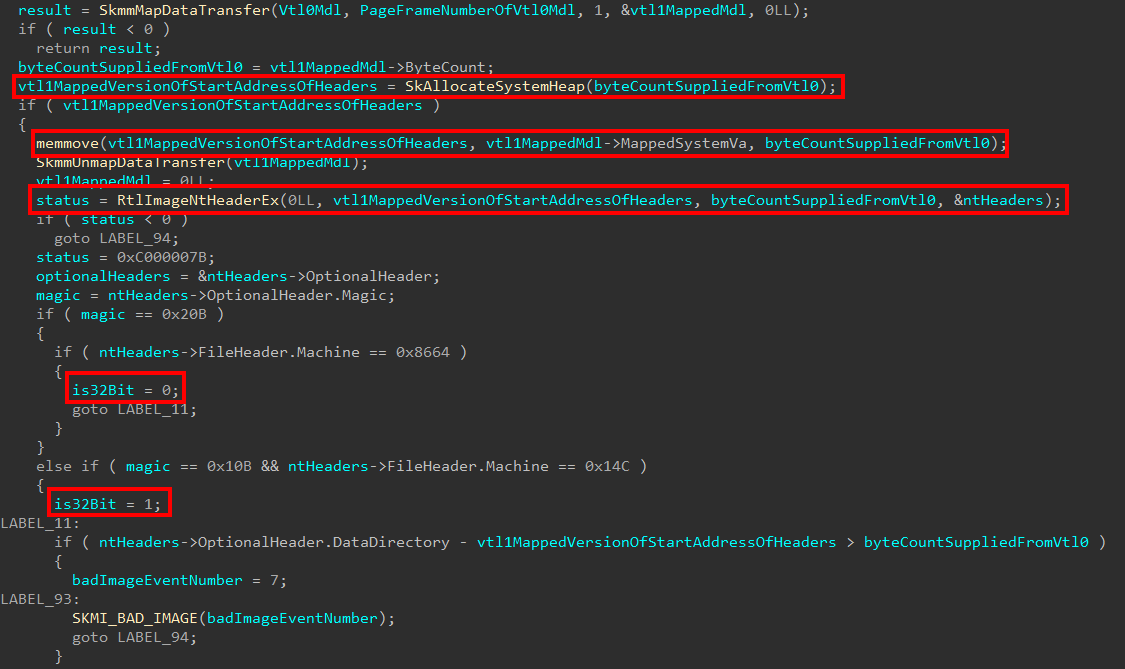 result = SkmmMapDataTransfer(Vtl0Mdl, PageFrameNumberOfVtl0Mdl, 1, &vtl1MappedMdl, 0LL);
if ( result < 0 )
return result;
byteCountSuppliedFromVtl0 = vtl1MappedMdl->ByteCount;
vtl1MappedVersionOfStartAddressOfHeaders = SkAllocateSystemHeap(byteCountSuppliedFromVtl0);
if ( vtl1MappedVersionOfStartAddressOfHeaders )
{
memmove(vtl1MappedVersionOfStartAddressOfHeaders, vtl1MappedMdl->MappedSystemVa, byteCountSuppliedFromVtl0);
SkmmUnmapDataTransfer(vtl1MappedMdl);
vtl1MappedMdl = 0LL;
status = RtlImageNtHeaderEx(0LL, vtl1MappedVersionOfStartAddressOfHeaders, byteCountSuppliedFromVtl0, &ntHeaders);
if ( status < 0 )
goto LABEL_94;
status = 0xC000007B;
optionalHeaders = &ntHeaders->OptionalHeader;
magic = ntHeaders->OptionalHeader.Magic;
if ( magic == 0x20B )
{
if ( ntHeaders->FileHeader.Machine == 0x8664 )
{
is32Bit = 0;
goto LABEL_11;
}
}
else if ( magic == 0x10B && ntHeaders->FileHeader.Machine == 0x14C )
{
is32Bit = 1;
LABEL_11:
if ( ntHeaders->OptionalHeader.DataDirectory - vtl1MappedVersionOfStartAddressOfHeaders > byteCountSuppliedFromVtl0 )
{
badImageEventNumber = 7;
LABEL_93:
SKMI_BAD_IMAGE(badImageEventNumber);
goto LABEL_94;
}